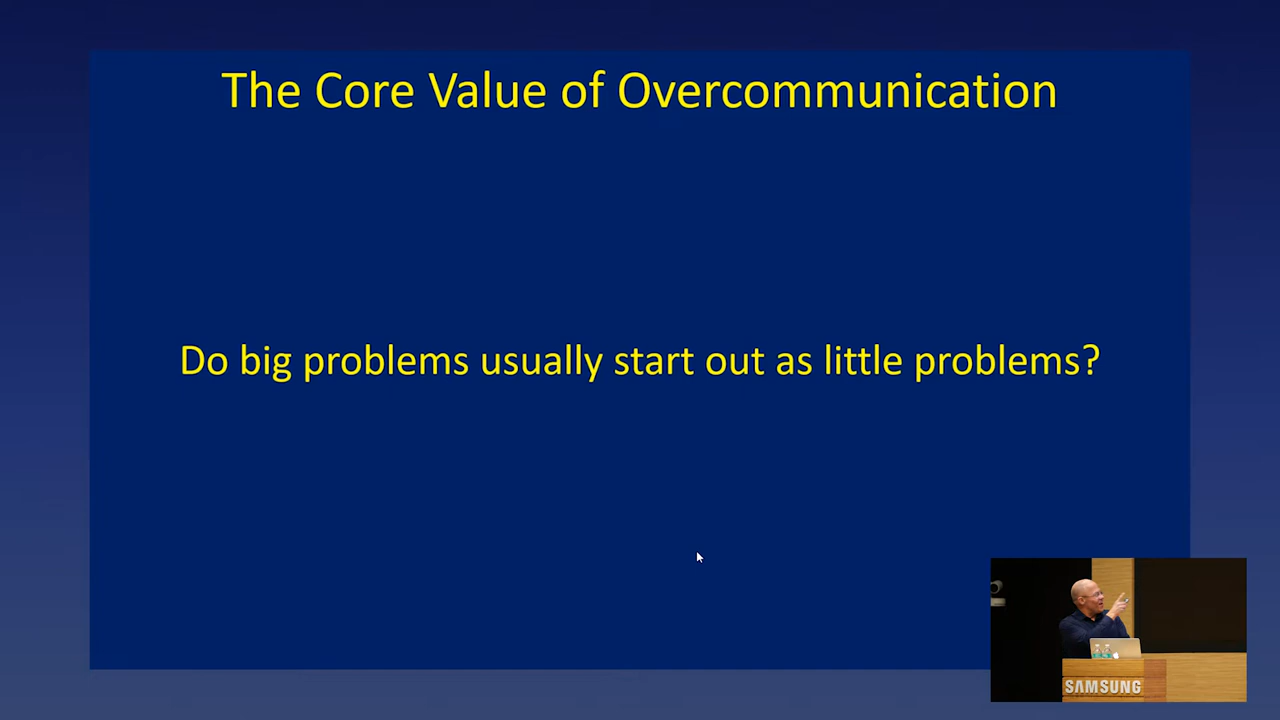 The Core Value of Overcommunication
Do big problems usually start out as little problems?
SAMSUNG